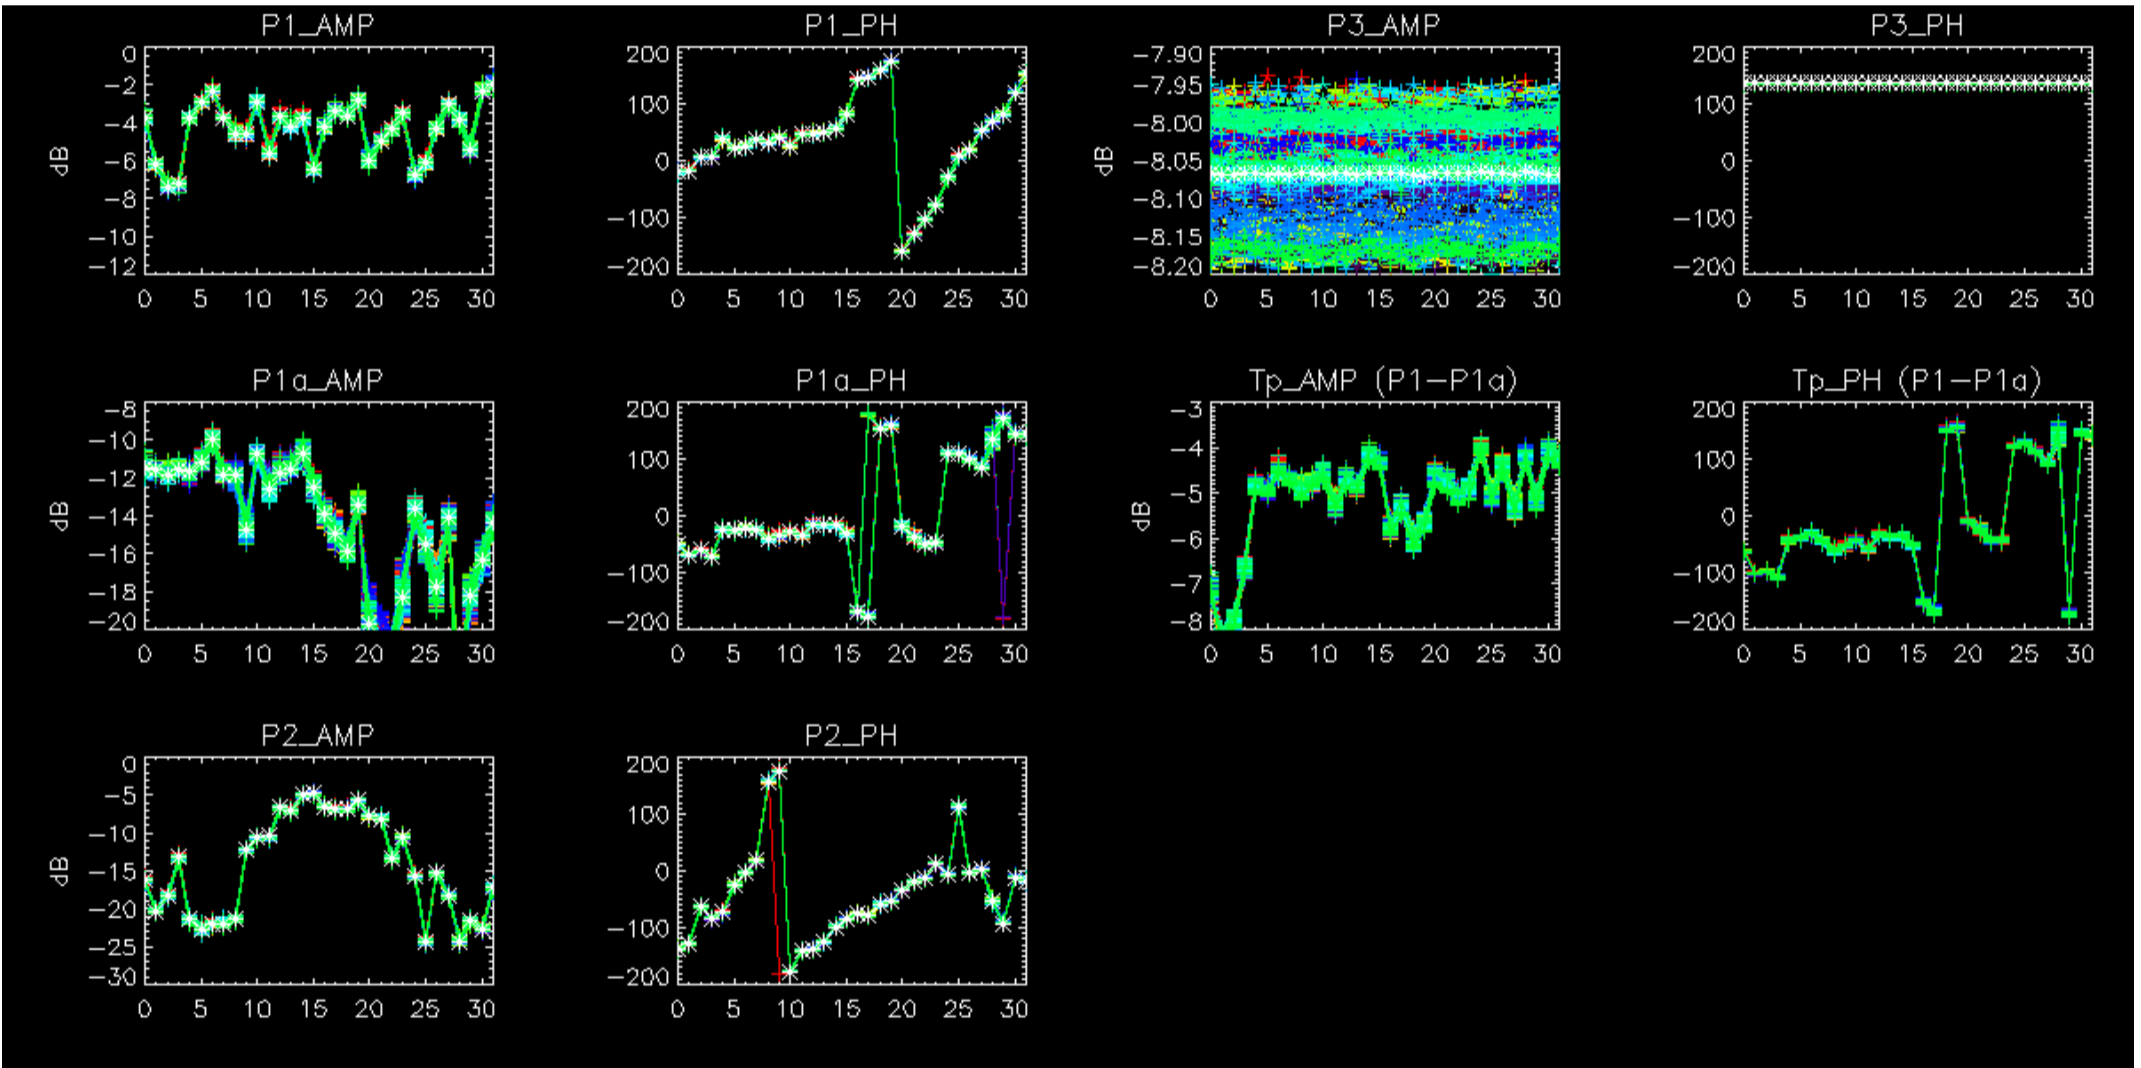 P1_AMP
0
−2
−4
−6
−8
−10
−12
dB
0 5 10 15 20 25 30
P1_PH
200
100
0
−100
−200
0 5 10 15 20 25 30
P3_AMP
−7.90
−7.95
−8.00
−8.05
−8.10
−8.15
−8.20
dB
0 5 10 15 20 25 30
P3_PH
200
100
0
−100
−200
0 5 10 15 20 25 30
P1a_AMP
−8
−10
−12
−14
−16
−18
−20
dB
0 5 10 15 20 25 30
P1a_PH
200
100
0
−100
−200
0 5 10 15 20 25 30
Tp_AMP (P1−P1a)
−3
−4
−5
−6
−7
−8
dB
0 5 10 15 20 25 30
Tp_PH (P1−P1a)
200
100
0
−100
−200
0 5 10 15 20 25 30
P2_AMP
0
−5
−10
−15
−20
−25
−30
dB
0 5 10 15 20 25 30
P2_PH
200
100
0
−100
−200
0 5 10 15 20 25 30